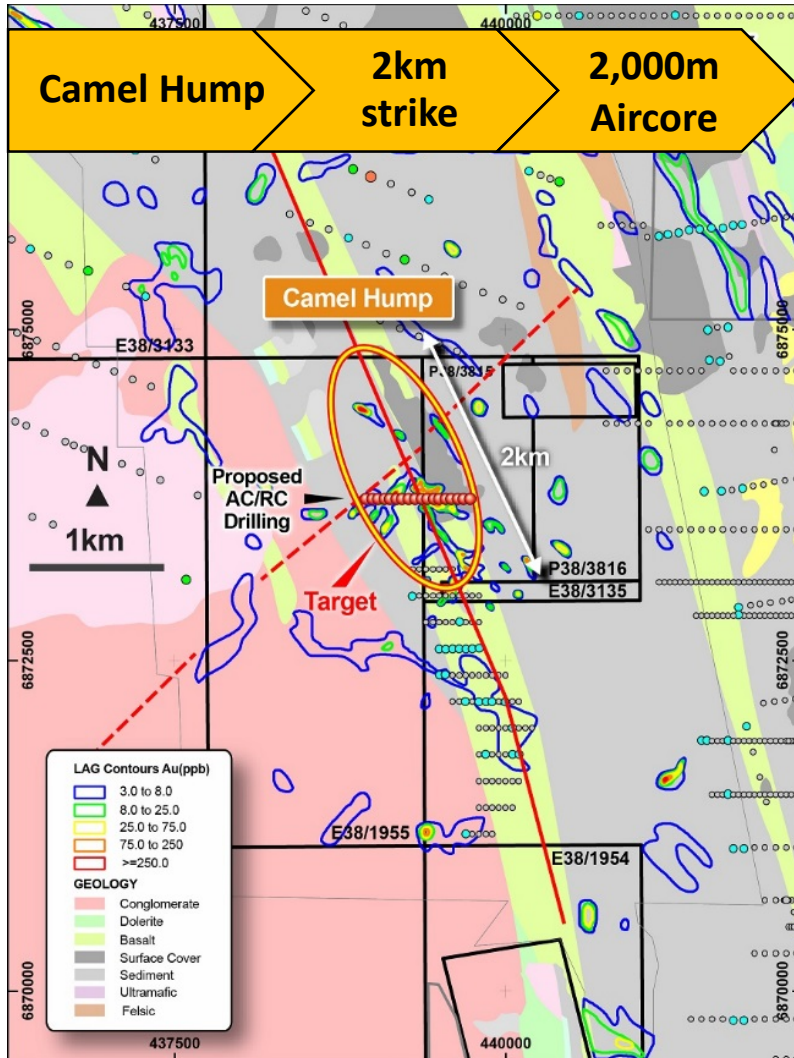 437500
440000
Camel Hump
2km
strike
2,000m
Aircore
Camel Hump
6875000
6875000
E38/3133
P38/3815
2km
N
1km
Proposed
AC/RC
Drilling
Target
P38/3816
E38/3135
6872500
6872500
LAG Contours Au(ppb)
3.0 to 8.0
8.0 to 25.0
25.0 to 75.0
75.0 to 250
>=250.0
GEOLOGY
Conglomerate
Dolerite
Basalt
Surface Cover
Sediment
Ultramafic
Felsic
E38/1955
E38/1954
6870000
6870000
437500
440000